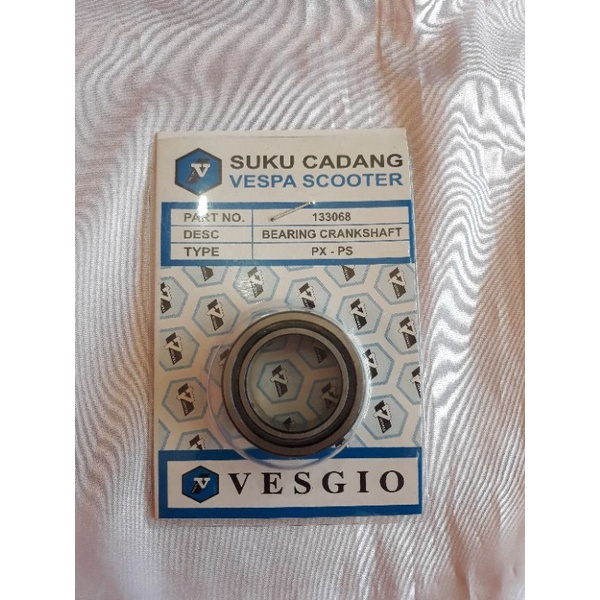 SUKU CADANG
VESPA SCOOTER
PART NO. 133068
DESC BEARING CRANKSHAFT
TYPE PX - PS
VESGIO